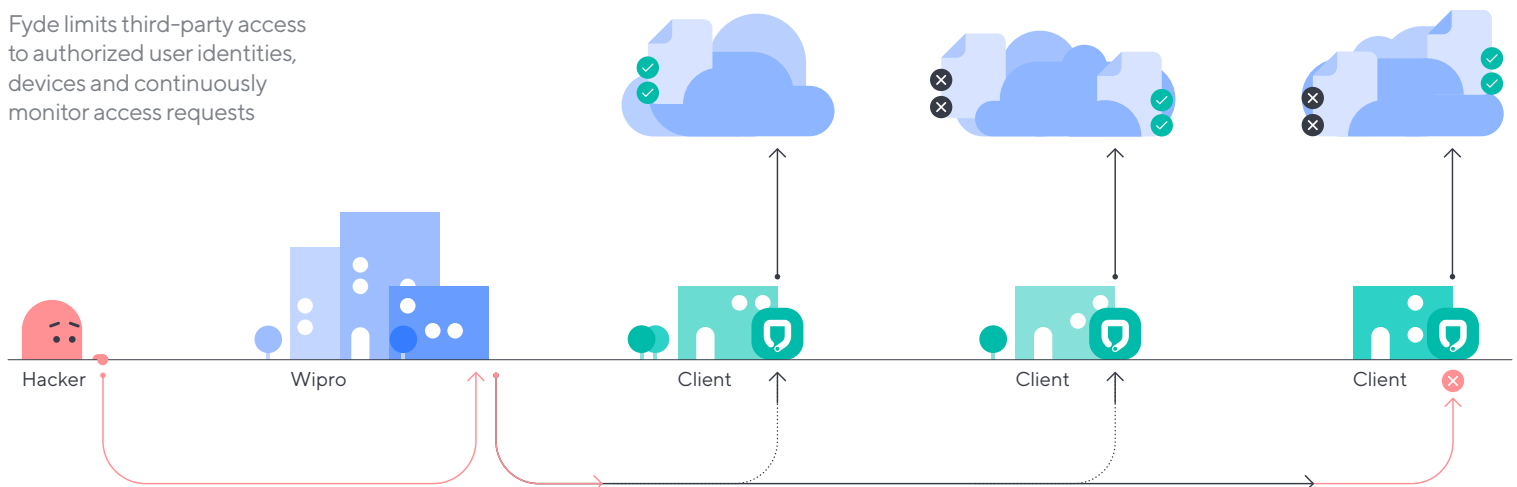 Fyde limits third-party access
to authorized user identities,
devices and continuously
monitor access requests
Hacker
Wipro
Client
Client
Client